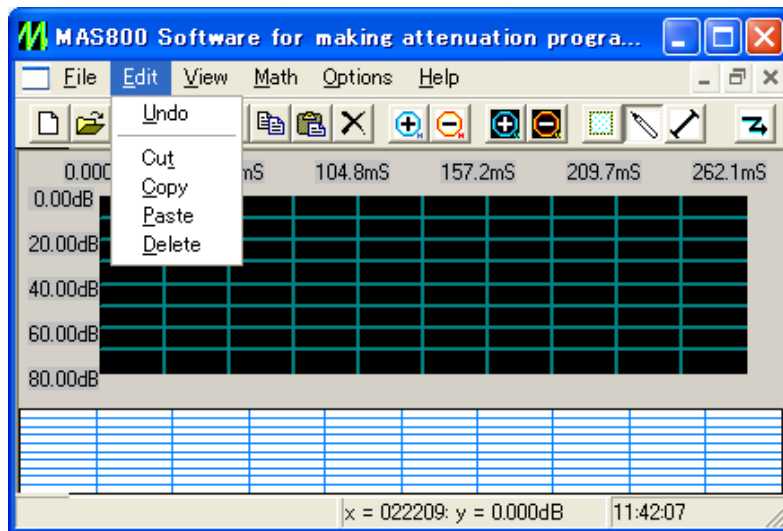 MAS800 Software for making attenuation progra...
File Edit View Math Options Help
Undo
Cut
Copy
Paste
Delete
0.000 mS 104.8mS 157.2mS 209.7mS 262.1mS
0.00dB
20.00dB
40.00dB
60.00dB
80.00dB
x = 022209: y = 0.000dB 11:42:07